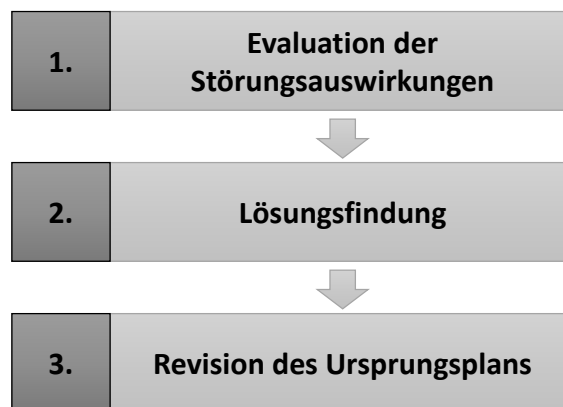 1.
Evaluation der
Störungsauswirkungen
2.
Lösungsfindung
3.
Revision des Ursprungsplans